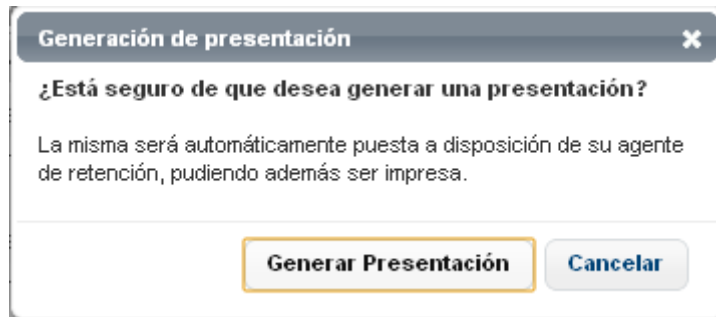 Generación de presentación
¿Está seguro de que desea generar una presentación?
La misma será automáticamente puesta a disposición de su agente
de retención, pudiendo además ser impresa.
Generar Presentación Cancelar